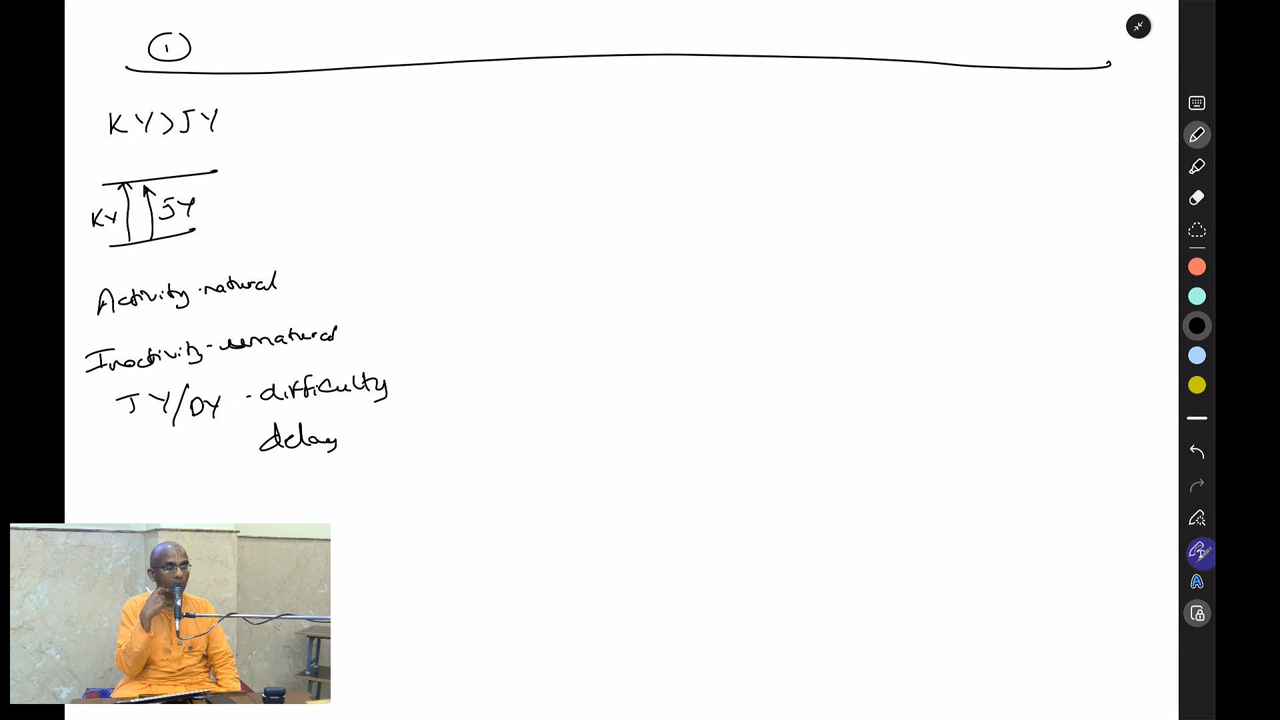 1
KY > JY
KY JY
Activity - natural
Inactivity - unnatural
JY/DY - difficulty
delay